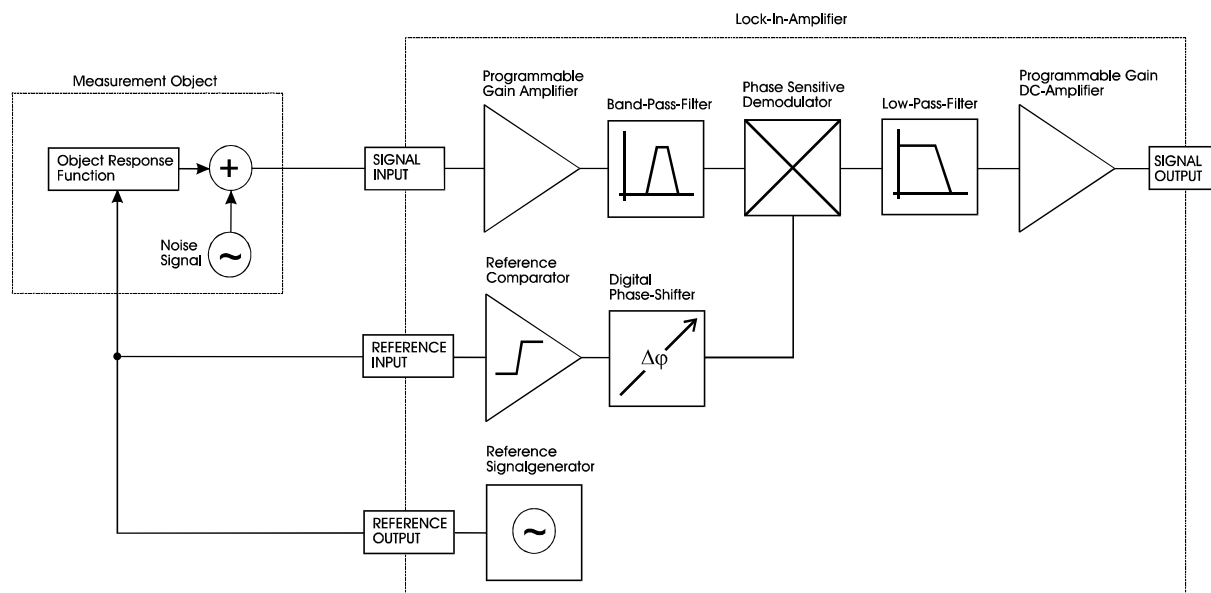 Lock-In-Amplifier
Measurement Object
Programmable
Gain Amplifier
Band-Pass-Filter
Phase Sensitive
Demodulator
Low-Pass-Filter
Programmable Gain
DC-Amplifier
Object Response
Function
+
SIGNAL
INPUT
SIGNAL
OUTPUT
Noise
Signal
~
Reference
Comparator
Digital
Phase-Shifter
REFERENCE
INPUT
Δφ
Reference
Signalgenerator
REFERENCE
OUTPUT
~